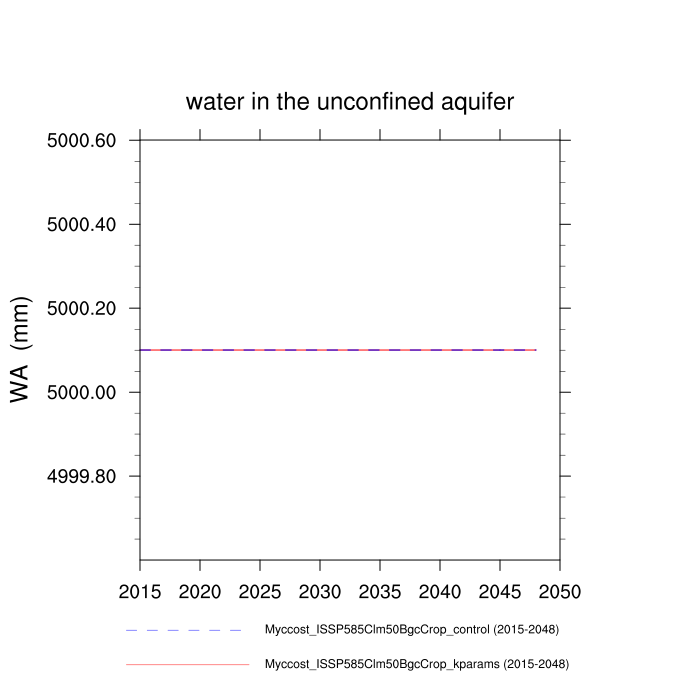 water in the unconfined aquifer
5000.60
5000.40
5000.20
5000.00
4999.80
WA (mm)
2015 2020 2025 2030 2035 2040 2045 2050
Myccost_ISSP585Clm50BgcCrop_control (2015-2048)
Myccost_ISSP585Clm50BgcCrop_kparams (2015-2048)